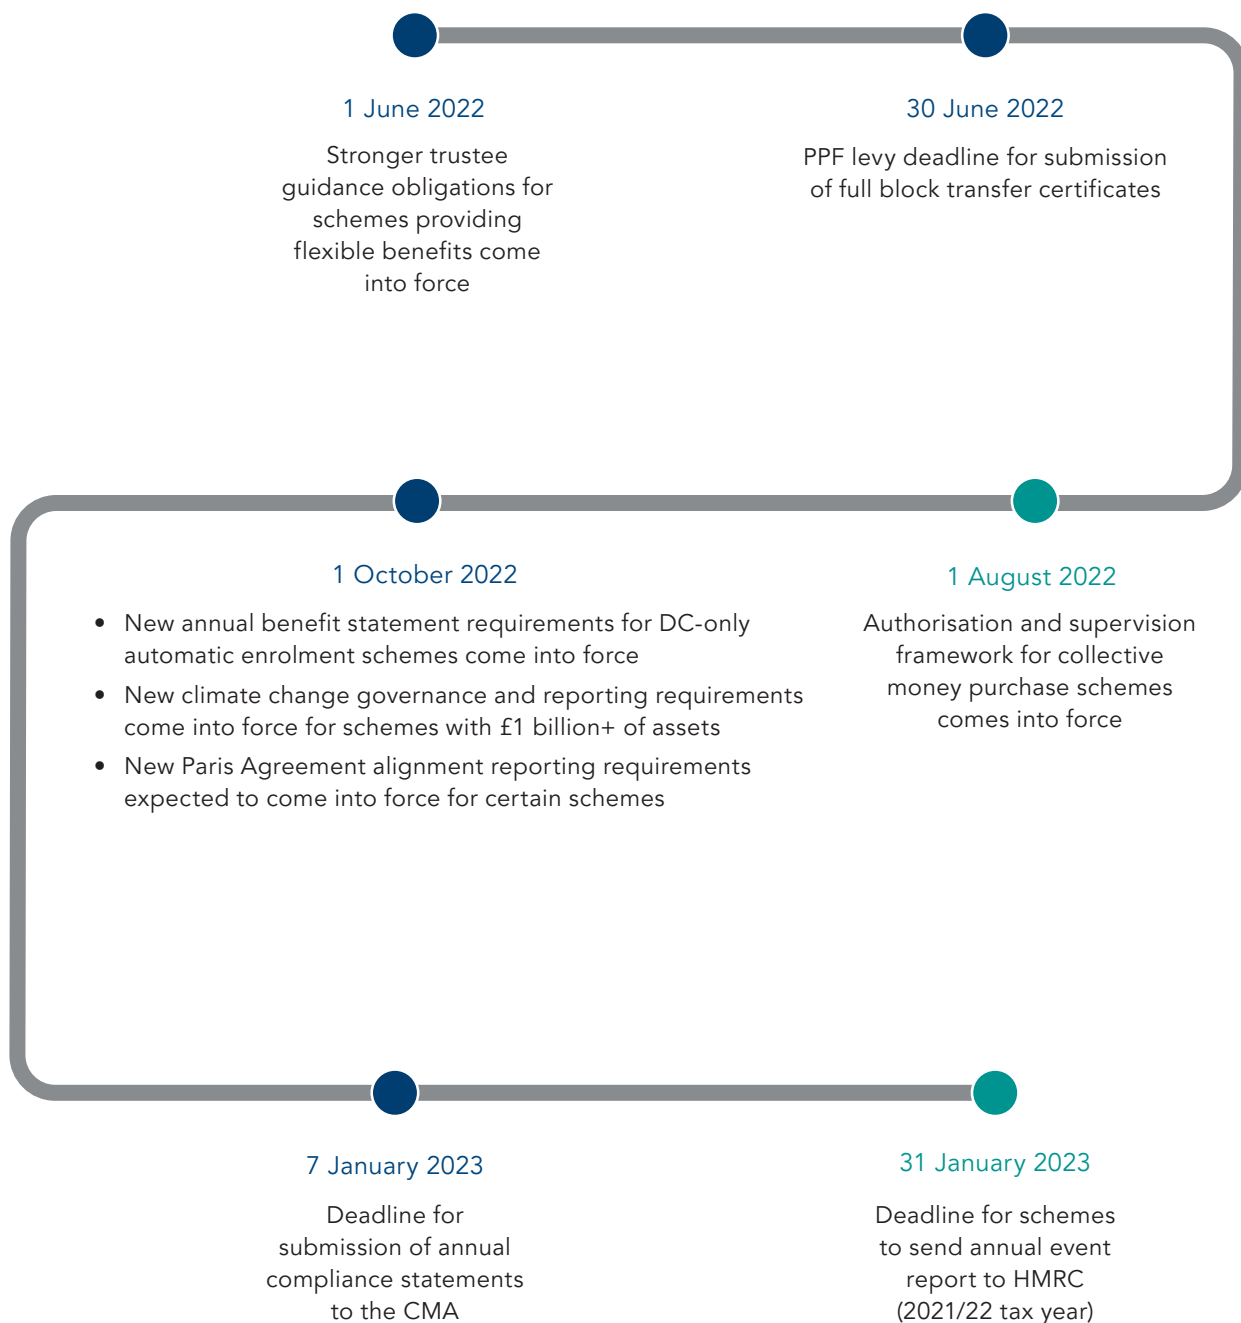 1 June 2022
Stronger trustee
guidance obligations for
schemes providing
flexible benefits come
into force
30 June 2022
PPF levy deadline for submission
of full block transfer certificates
1 August 2022
Authorisation and supervision
framework for collective
money purchase schemes
comes into force
1 October 2022
• New annual benefit statement requirements for DC-only
automatic enrolment schemes come into force
• New climate change governance and reporting requirements
come into force for schemes with £1 billion+ of assets
• New Paris Agreement alignment reporting requirements
expected to come into force for certain schemes
7 January 2023
Deadline for
submission of annual
compliance statements
to the CMA
31 January 2023
Deadline for schemes
to send annual event
report to HMRC
(2021/22 tax year)